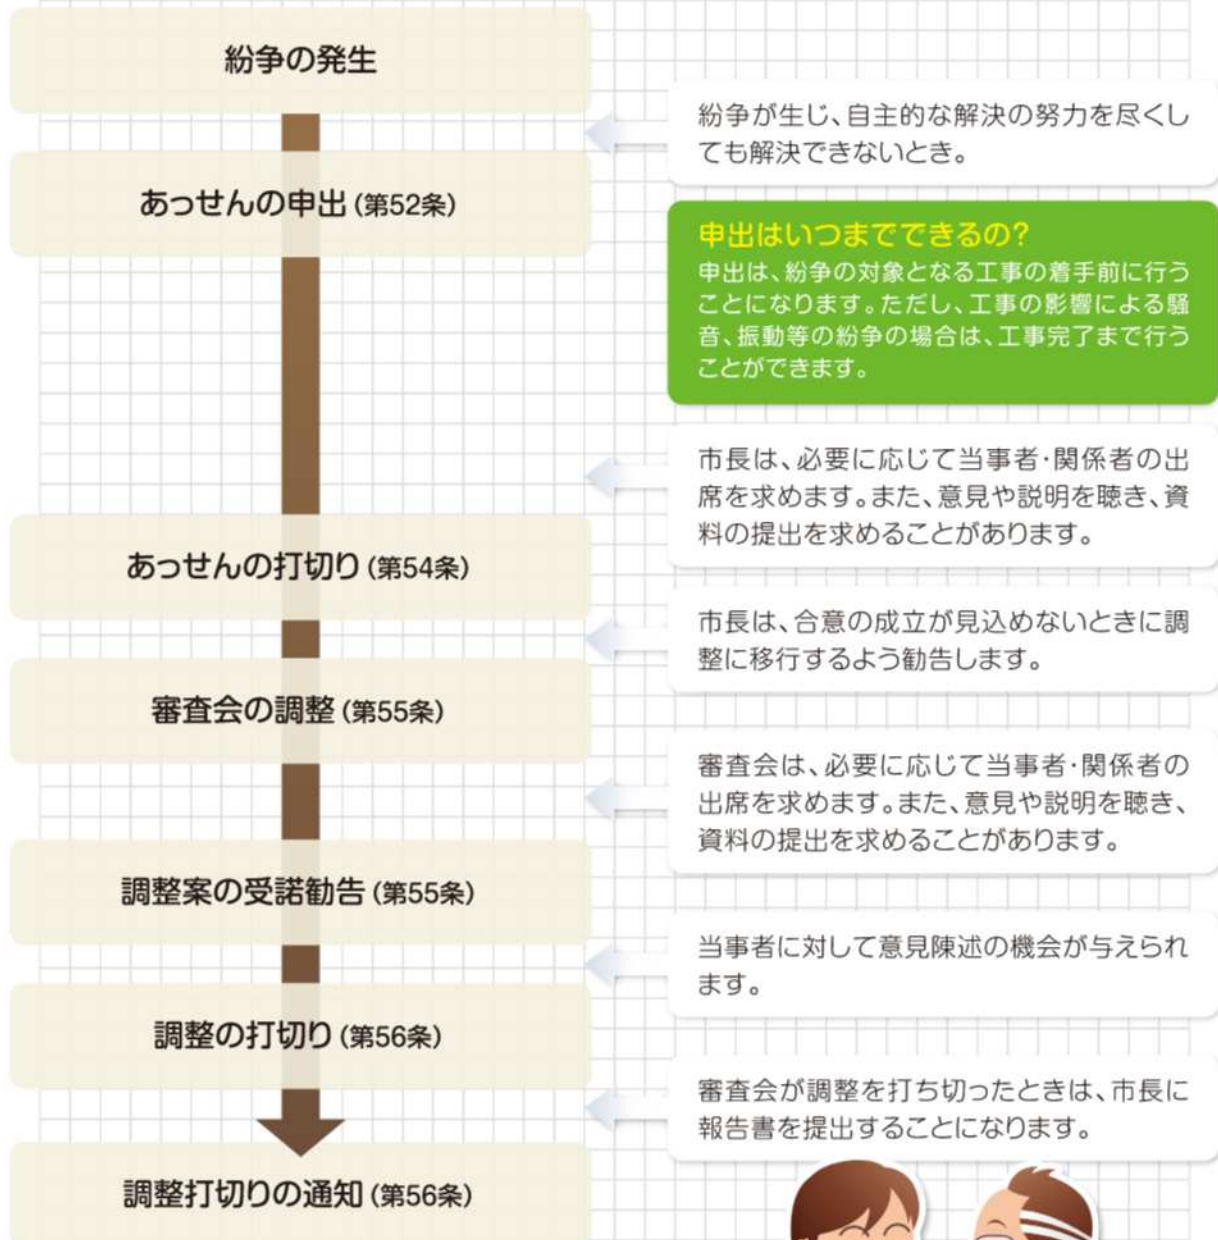 紛争の発生
紛争が生じ、自主的な解決の努力を尽くし
ても解決できないとき。
あっせんの申出(第52条)
申出はいつまでできるの?
申出は、紛争の対象となる工事の着手前に行う
ことになります。ただし、工事の影響による騒
音、振動等の紛争の場合は、工事完了まで行う
ことができます。
市長は、必要に応じて当事者・関係者の出
席を求めます。また、意見や説明を聴き、資
料の提出を求めることがあります。
あっせんの打切り(第54条)
市長は、合意の成立が見込めないときに調
整に移行するよう勧告します。
審査会の調整(第55条)
審査会は、必要に応じて当事者・関係者の
出席を求めます。また、意見や説明を聴き、
資料の提出を求めることがあります。
調整案の受諾勧告(第55条)
当事者に対して意見陳述の機会が与えられ
ます。
調整の打切り(第56条)
審査会が調整を打ち切ったときは、市長に
報告書を提出することになります。
調整打切りの通知(第56条)